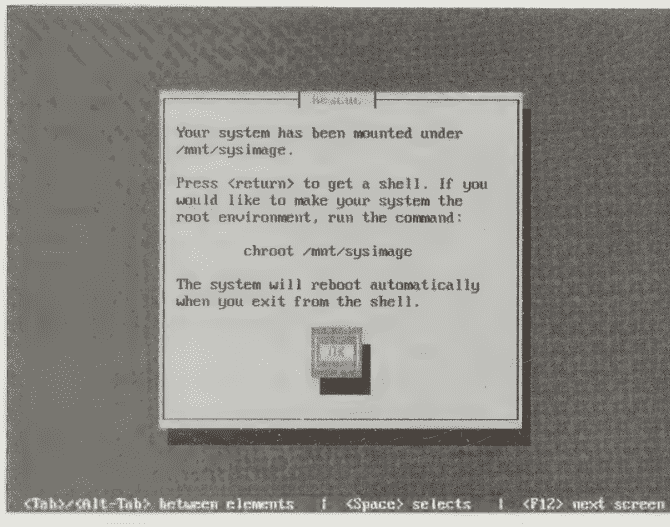 Rescue
Your system has been mounted under
/mnt/sysimage.
Press <return> to get a shell. If you
would like to make your system the
root environment, run the command:
chroot /mnt/sysimage
The system will reboot automatically
when you exit from the shell.
OK
<Tab>/<Alt-Tab> between elements | <Space> selects | <F12> next screen